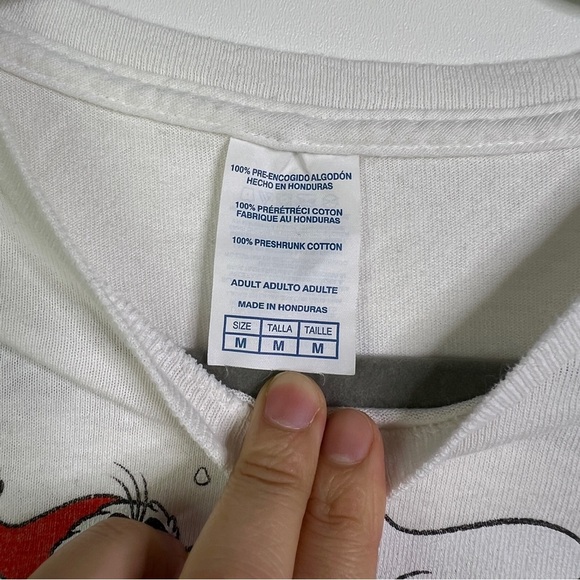 100% PRE-ENCOGIDO ALGODÓN
HECHO EN HONDURAS
100% PRÉRÉTRÉCI COTON
FABRIQUE AU HONDURAS
100% PRESHRUNK COTTON
ADULT ADULTO ADULTE
MADE IN HONDURAS
SIZE TALLA TAILLE
M M M